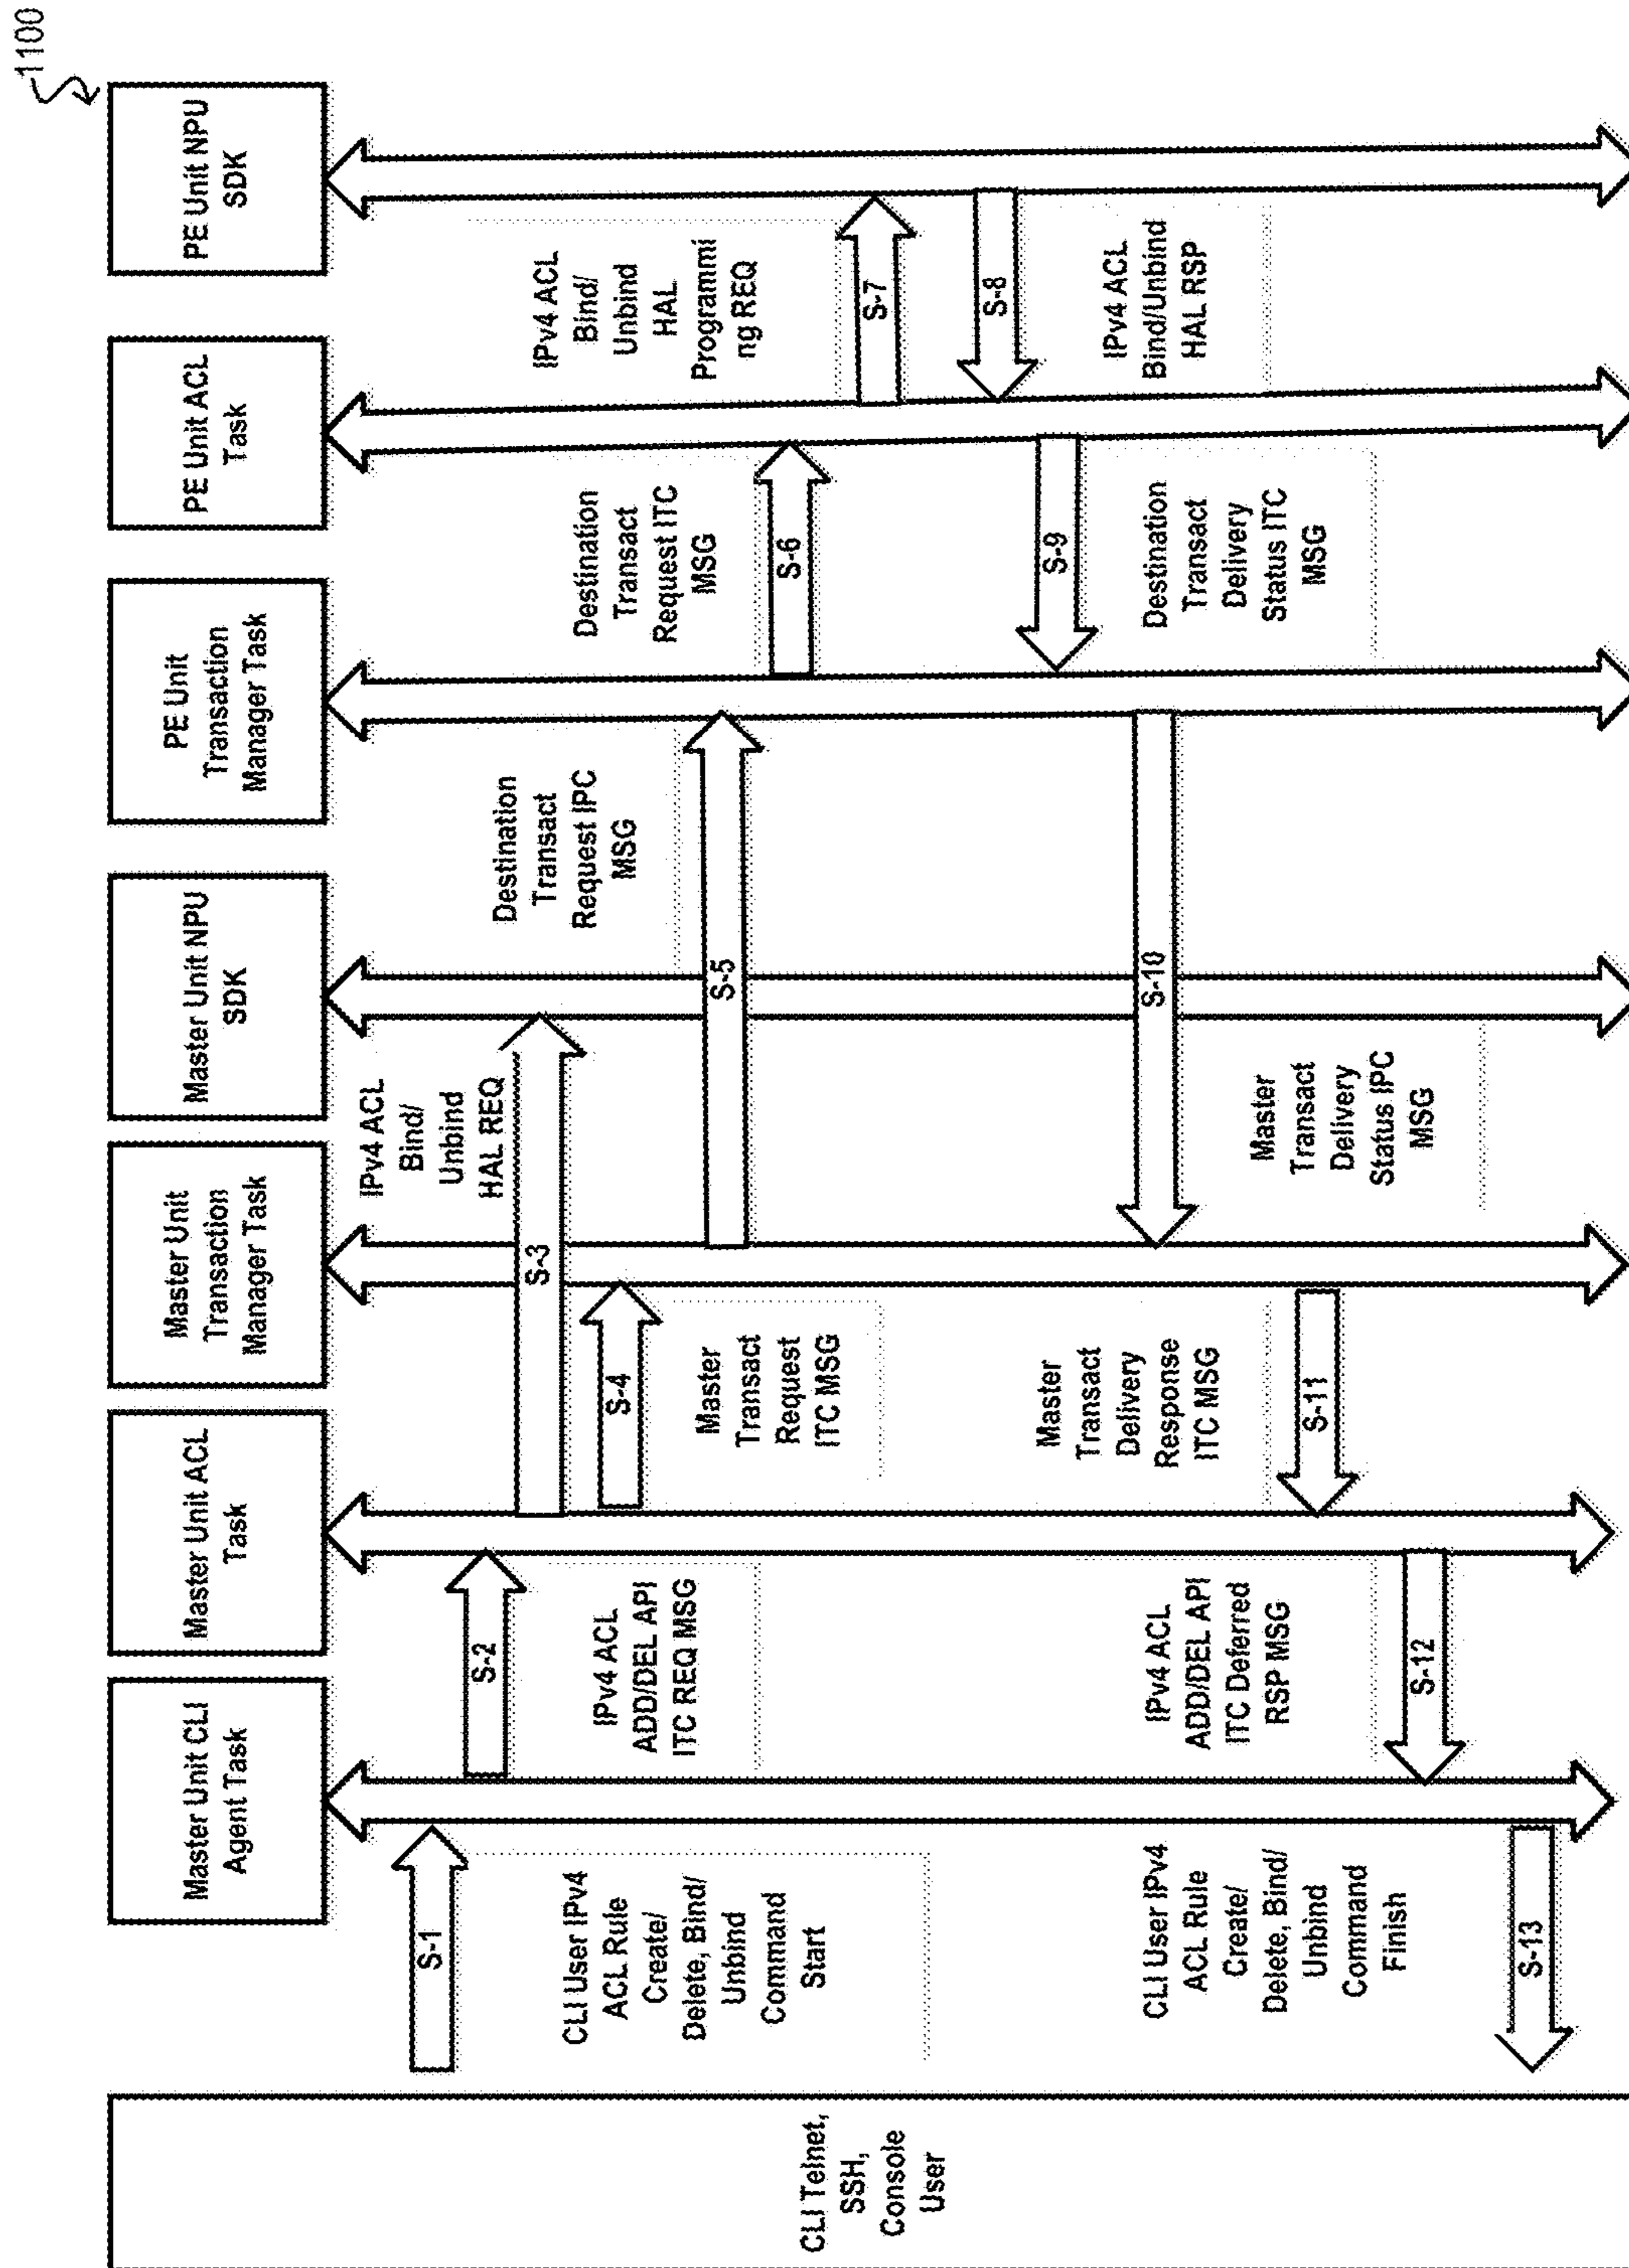 1100
CLI Telnet,
SSH,
Console
User
Master Unit CLI
Agent Task
Master Unit ACL
Task
Master Unit
Transaction
Manager Task
Master Unit NPU
SDK
PE Unit
Transaction
Manager Task
PE Unit ACL
Task
PE Unit NPU
SDK
S-1
CLI User IPv4
ACL Rule
Create/
Delete, Bind/
Unbind
Command
Start
S-2
IPv4 ACL
ADD/DEL API
ITC REQ MSG
S-3
IPv4 ACL
Bind/
Unbind
HAL REQ
S-4
Master
Transact
Request
ITC MSG
S-5
Destination
Transact
Request IPC
MSG
S-6
Destination
Transact
Request ITC
MSG
S-7
IPv4 ACL
Bind/
Unbind
HAL
Programmi
ng REQ
S-8
IPv4 ACL
Bind/Unbind
HAL RSP
S-9
Destination
Transact
Delivery
Status ITC
MSG
S-10
Master
Transact
Delivery
Status IPC
MSG
S-11
Master
Transact
Delivery
Response
ITC MSG
S-12
IPv4 ACL
ADD/DEL API
ITC Deferred
RSP MSG
S-13
CLI User IPv4
ACL Rule
Create/
Delete, Bind/
Unbind
Command
Finish